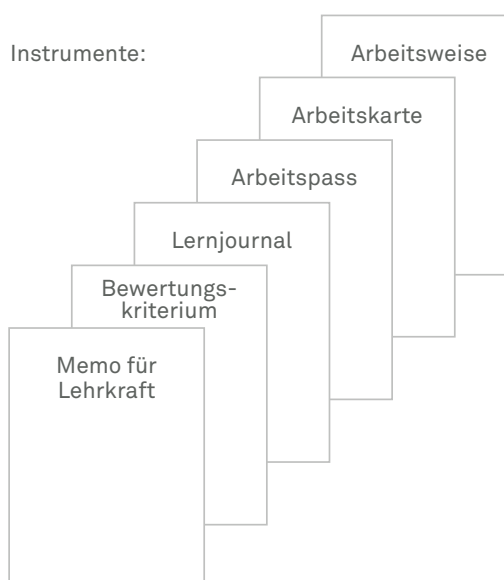 Instrumente:
Arbeitsweise
Arbeitskarte
Arbeitspass
Lernjournal
Bewertungs-
kriterium
Memo für
Lehrkraft